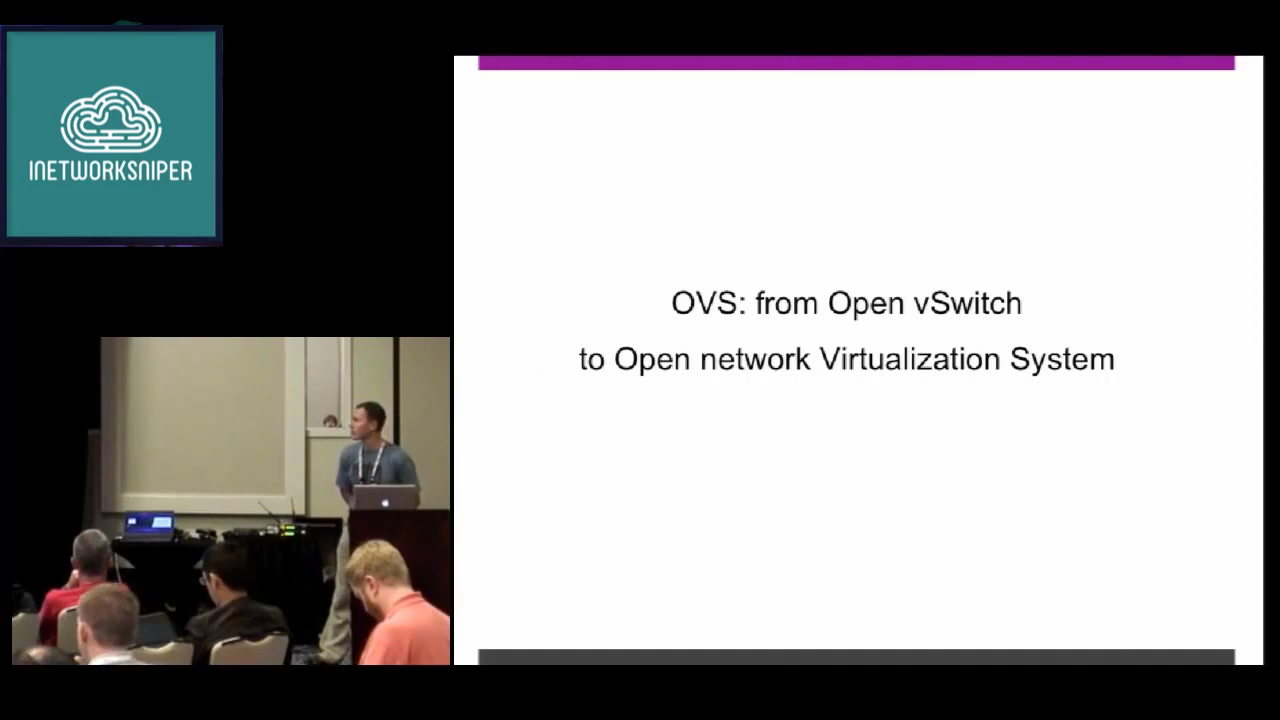 INETWORKSNIPER
OVS: from Open vSwitch
to Open network Virtualization System